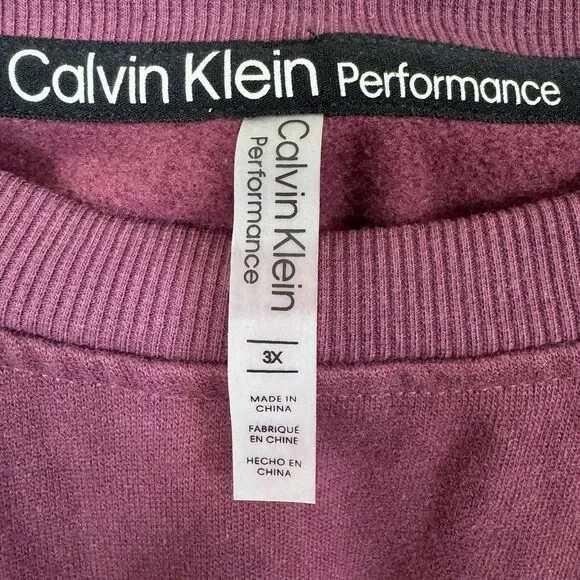 Calvin Klein Performance
Calvin Klein
Performance
3X
MADE IN
CHINA
FABRIQUÉ
EN CHINE
HECHO EN
CHINA